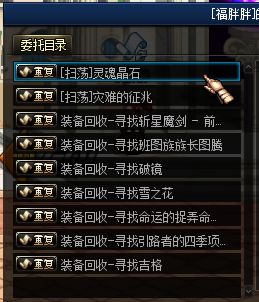 [福胖胖]的
委托目录
重复 [扫荡]灵魂晶石
重复 [扫荡]灾难的征兆
重复 装备回收-寻找斩星魔剑 - 前...
重复 装备回收-寻找班图族族长图腾
重复 装备回收-寻找破镜
重复 装备回收-寻找雪之花
重复 装备回收-寻找命运的捉弄命...
重复 装备回收-寻找引路者的四季项...
重复 装备回收-寻找吉格